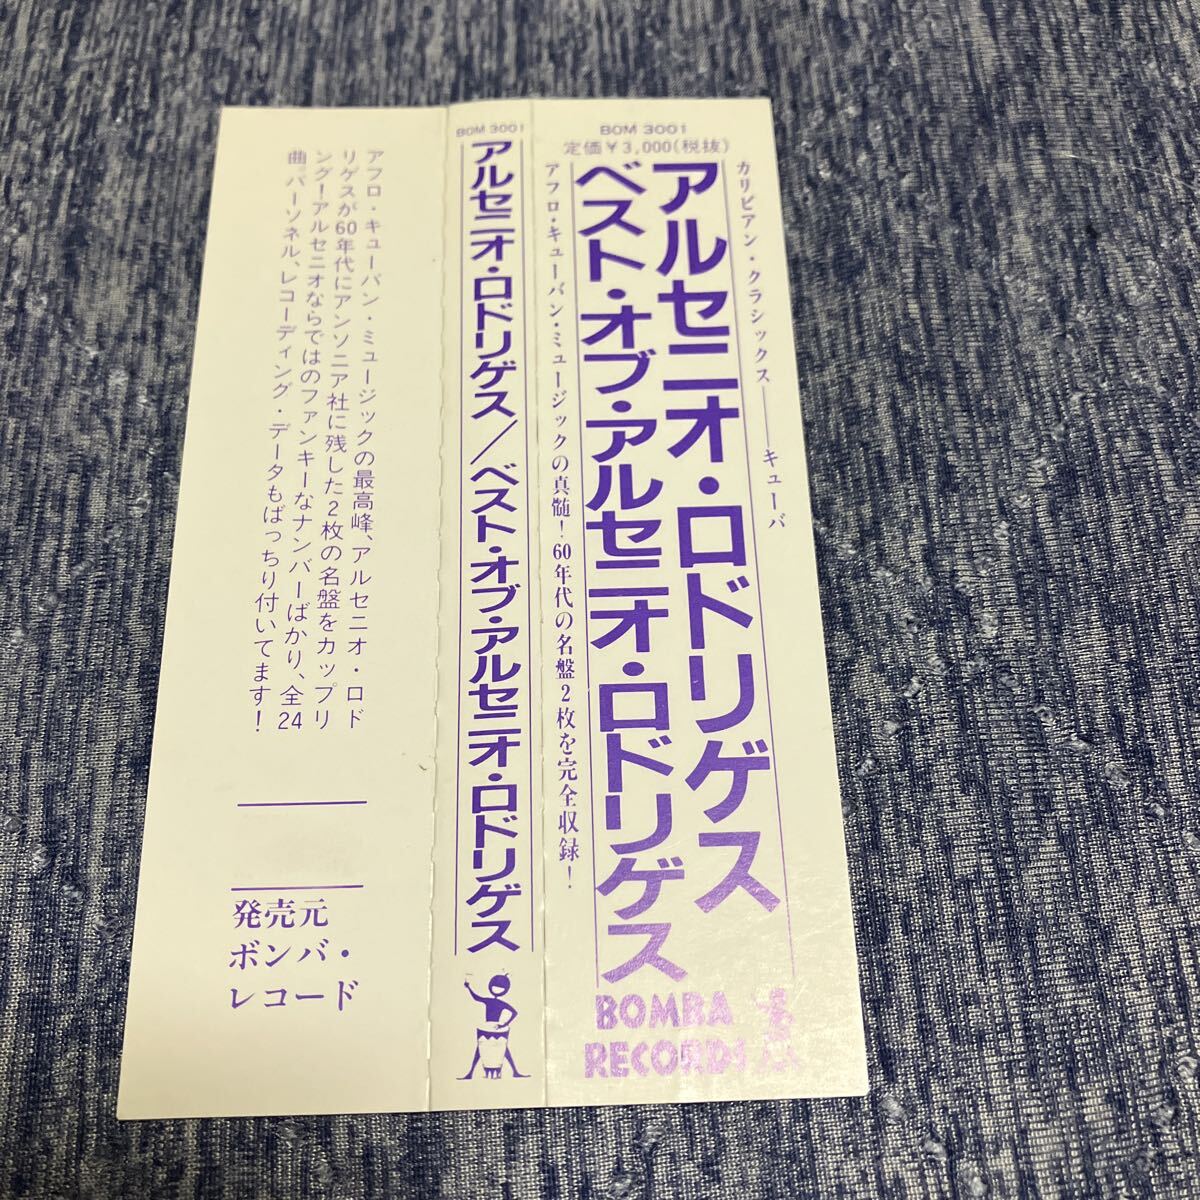 BOM 3001
定価￥3,000(税抜)
カリビアン・クラシックス――キューバ
アルセニオ・ロドリゲス
ベスト・オブ・アルセニオ・ロドリゲス
アフロ・キューバン・ミュージックの真髄！60年代の名盤2枚を完全収録！
BOMBA
RECORDS
BOM 3001
アルセニオ・ロドリゲス／ベスト・オブ・アルセニオ・ロドリゲス
アフロ・キューバン・ミュージックの最高峰、アルセニオ・ロド
リゲスが60年代にアンソニア社に残した2枚の名盤をカップリ
ング！アルセニオならではのファンキーなナンバーばかり、全24
曲。パーソネル、レコーディング・データもばっちり付いてます！
発売元
ボンバ・
レコード